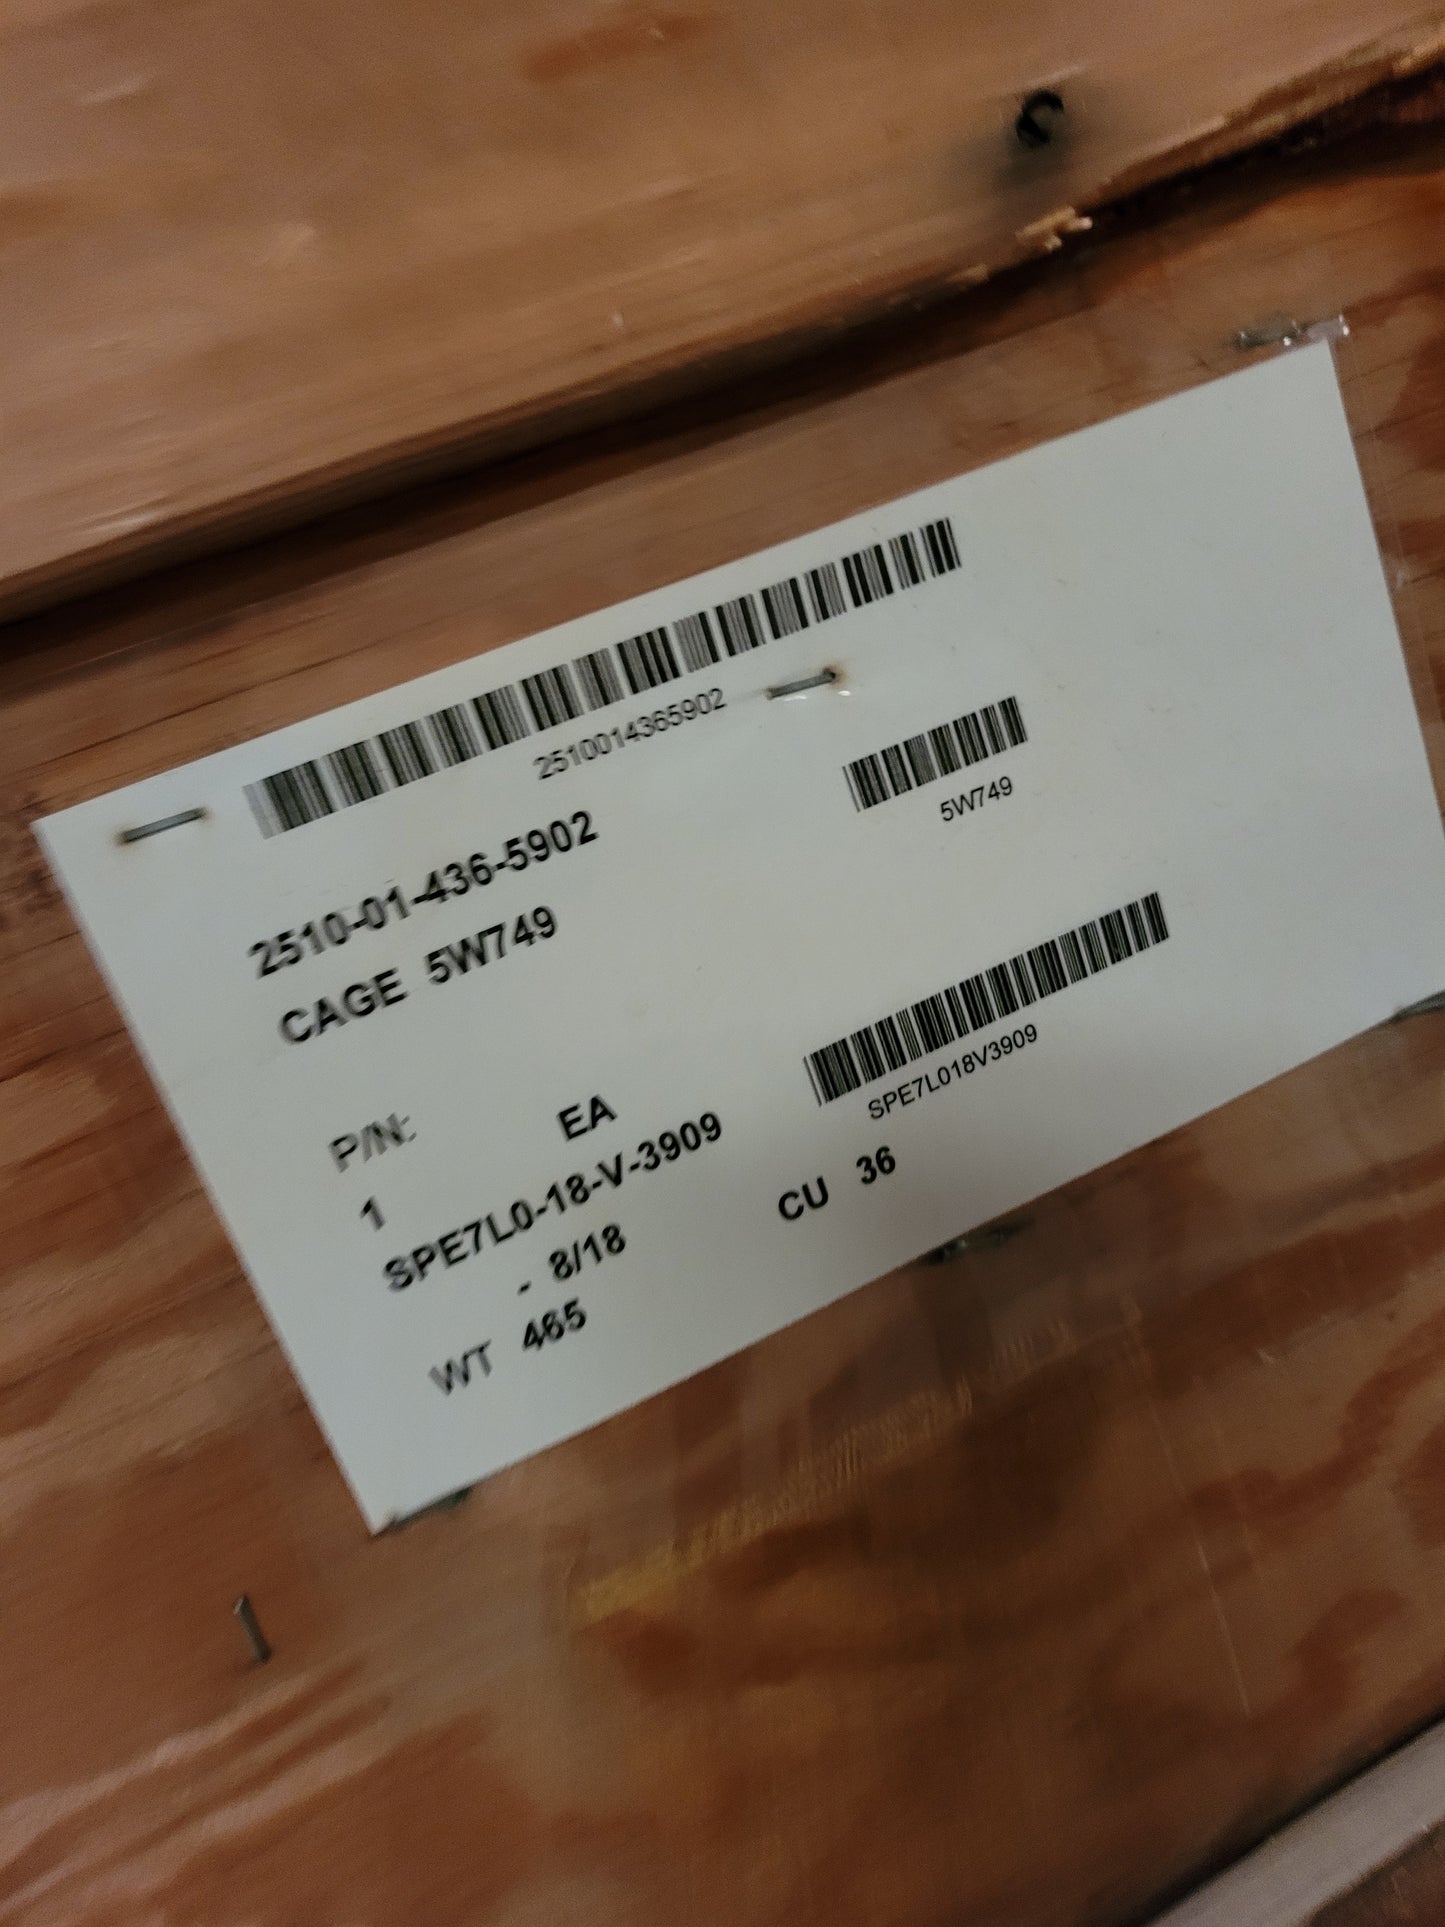 2510014365902
2510-01-436-5902
CAGE 5W749
5W749
P/N:
1 EA
SPE7L0-18-V-3909
SPE7L018V3909
- 8/18
WT 465 CU 36